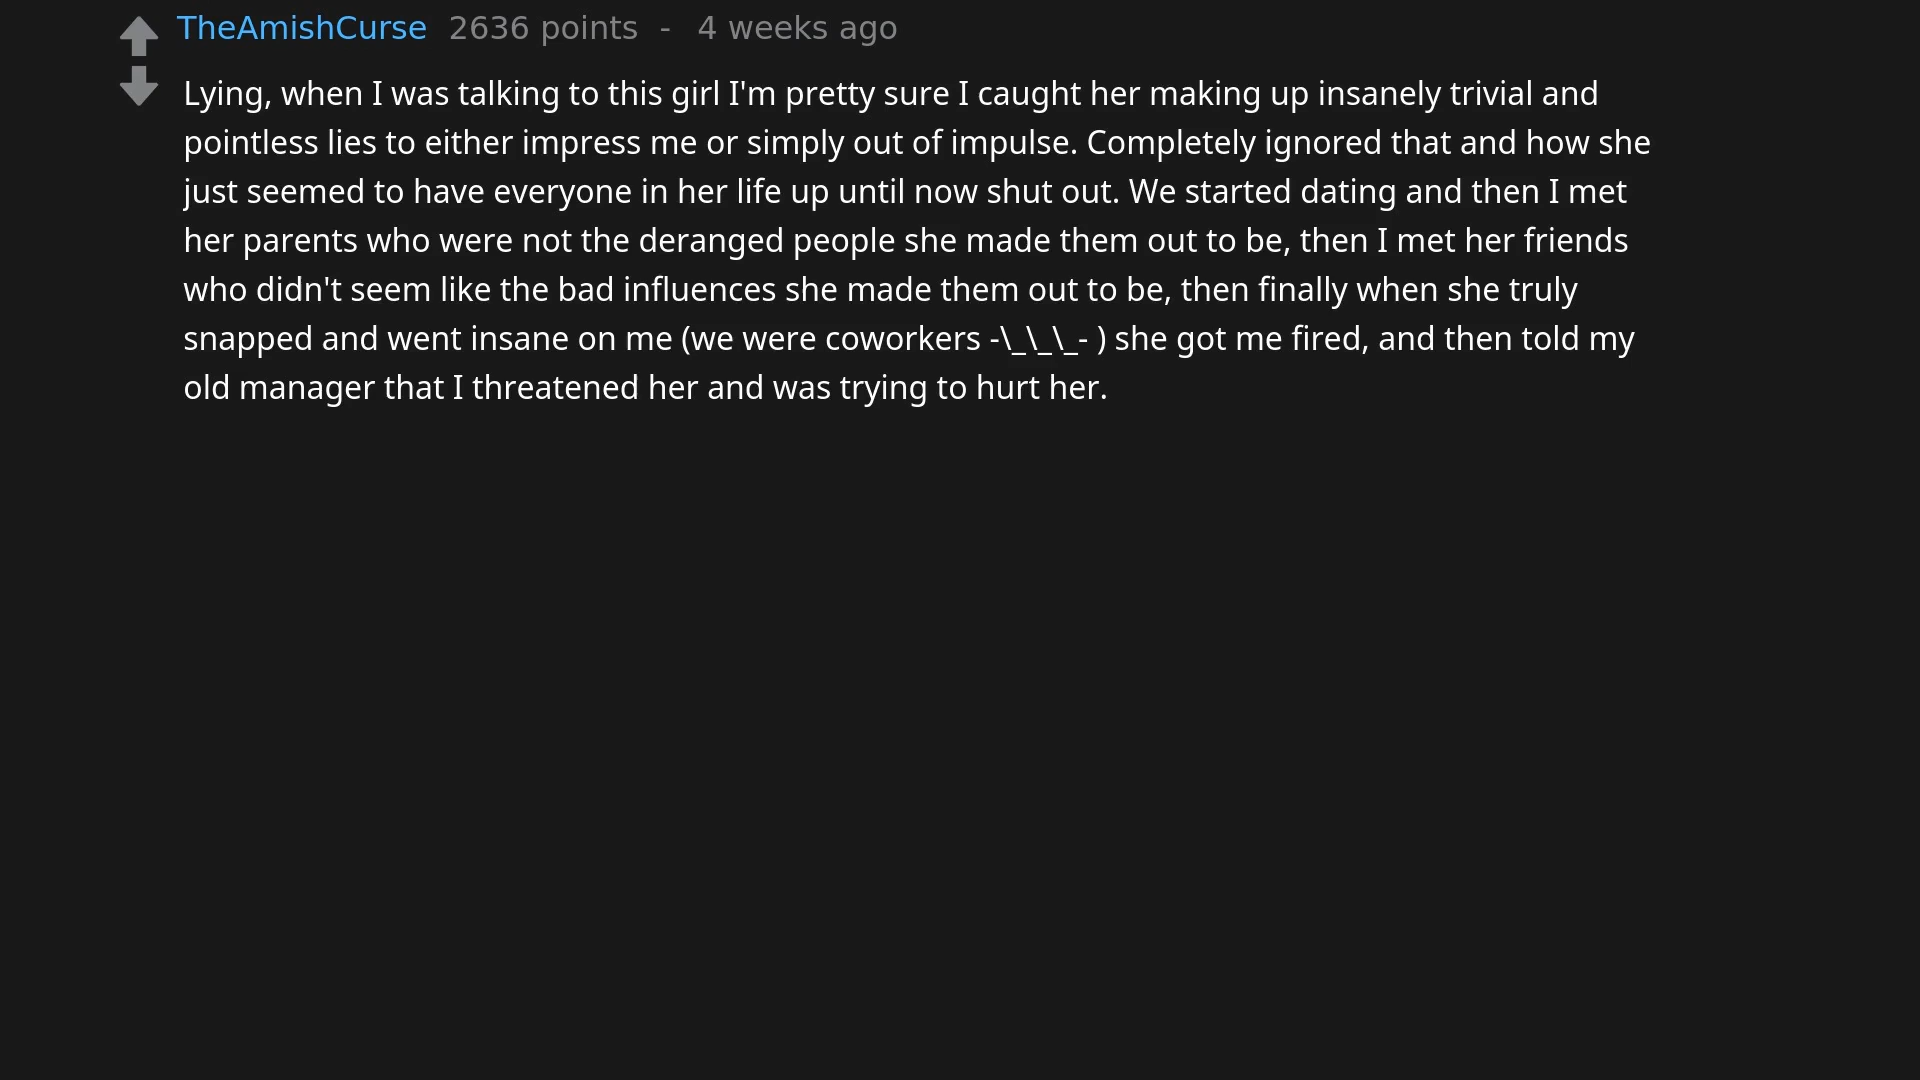 TheAmishCurse 2636 points - 4 weeks ago
Lying, when I was talking to this girl I'm pretty sure I caught her making up insanely trivial and
pointless lies to either impress me or simply out of impulse. Completely ignored that and how she
just seemed to have everyone in her life up until now shut out. We started dating and then I met
her parents who were not the deranged people she made them out to be, then I met her friends
who didn't seem like the bad influences she made them out to be, then finally when she truly
snapped and went insane on me (we were coworkers -\_\_\_- ) she got me fired, and then told my
old manager that I threatened her and was trying to hurt her.